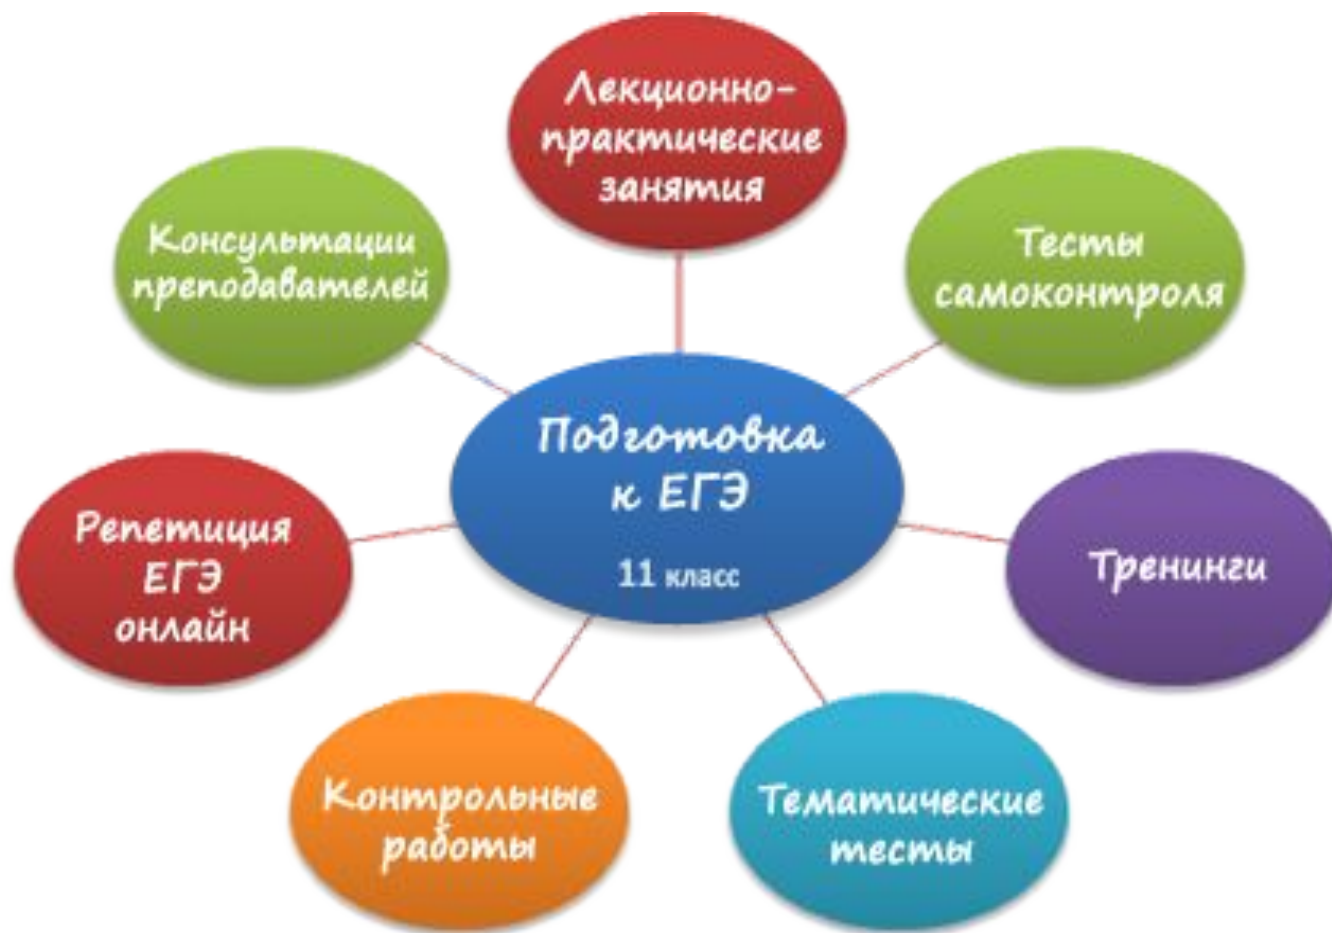 Лекционно-
практические
занятия
Консультации
преподавателей
Тесты
самоконтроля
Подготовка
к ЕГЭ
11 класс
Репетиция
ЕГЭ
онлайн
Тренинги
Контрольные
работы
Тематические
тесты